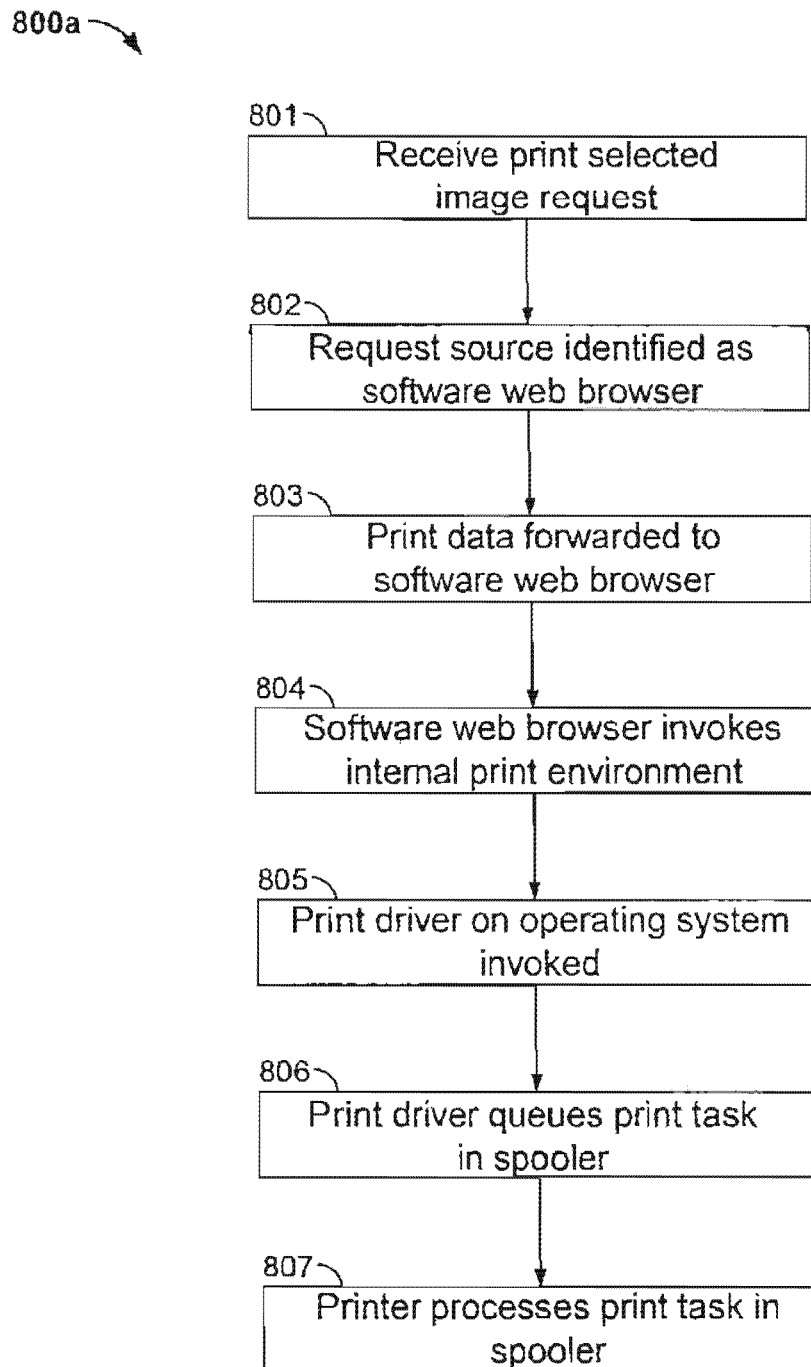 800a
801
Receive print selected
image request
802
Request source identified as
software web browser
803
Print data forwarded to
software web browser
804
Software web browser invokes
internal print environment
805
Print driver on operating system
invoked
806
Print driver queues print task
in spooler
807
Printer processes print task in
spooler